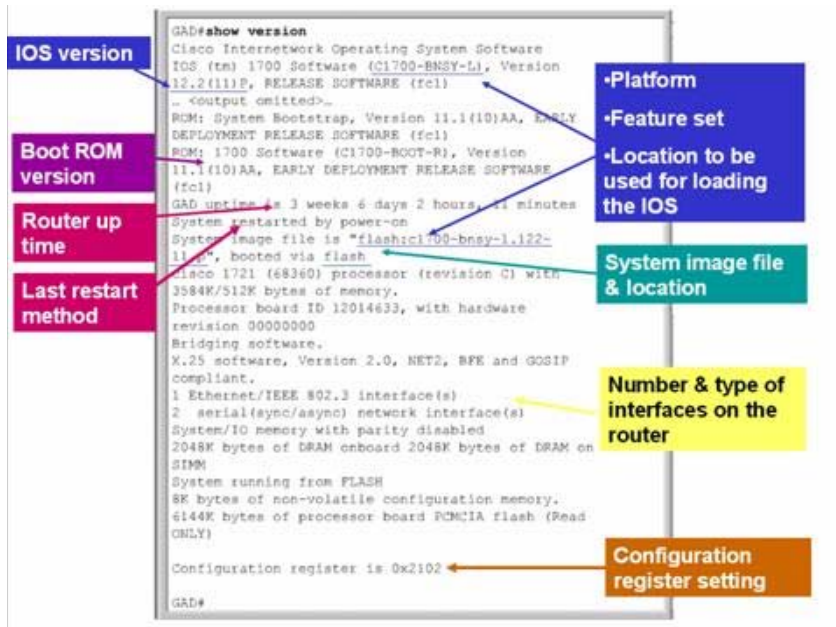 GAD#show version
Cisco Internetwork Operating System Software
IOS (tm) 1700 Software (C1700-BNSY-L), Version
12.2(11)P, RELEASE SOFTWARE (fc1)
… <output omitted>…
ROM: System Bootstrap, Version 11.1(10)AA, EARLY
DEPLOYMENT RELEASE SOFTWARE (fc1)
ROM: 1700 Software (C1700-BOOT-R), Version
11.1(10)AA, EARLY DEPLOYMENT RELEASE SOFTWARE
(fc1)
GAD uptime is 3 weeks 6 days 2 hours, 11 minutes
System restarted by power-on
System image file is "flash:c1700-bnsy-l.122-
11.p", booted via flash
cisco 1721 (68360) processor (revision C) with
3584K/512K bytes of memory.
Processor board ID 12014633, with hardware
revision 00000000
Bridging software.
X.25 software, Version 2.0, NET2, BFE and GOSIP
compliant.
1 Ethernet/IEEE 802.3 interface(s)
2 serial(sync/async) network interface(s)
System/IO memory with parity disabled
2048K bytes of DRAM onboard 2048K bytes of DRAM on
SIMM
System running from FLASH
8K bytes of non-volatile configuration memory.
6144K bytes of processor board PCMCIA flash (Read
ONLY)
Configuration register is 0x2102
GAD#
IOS version
Boot ROM
version
Router up
time
Last restart
method
•Platform
•Feature set
•Location to be
used for loading
the IOS
System image file
& location
Number & type of
interfaces on the
router
Configuration
register setting